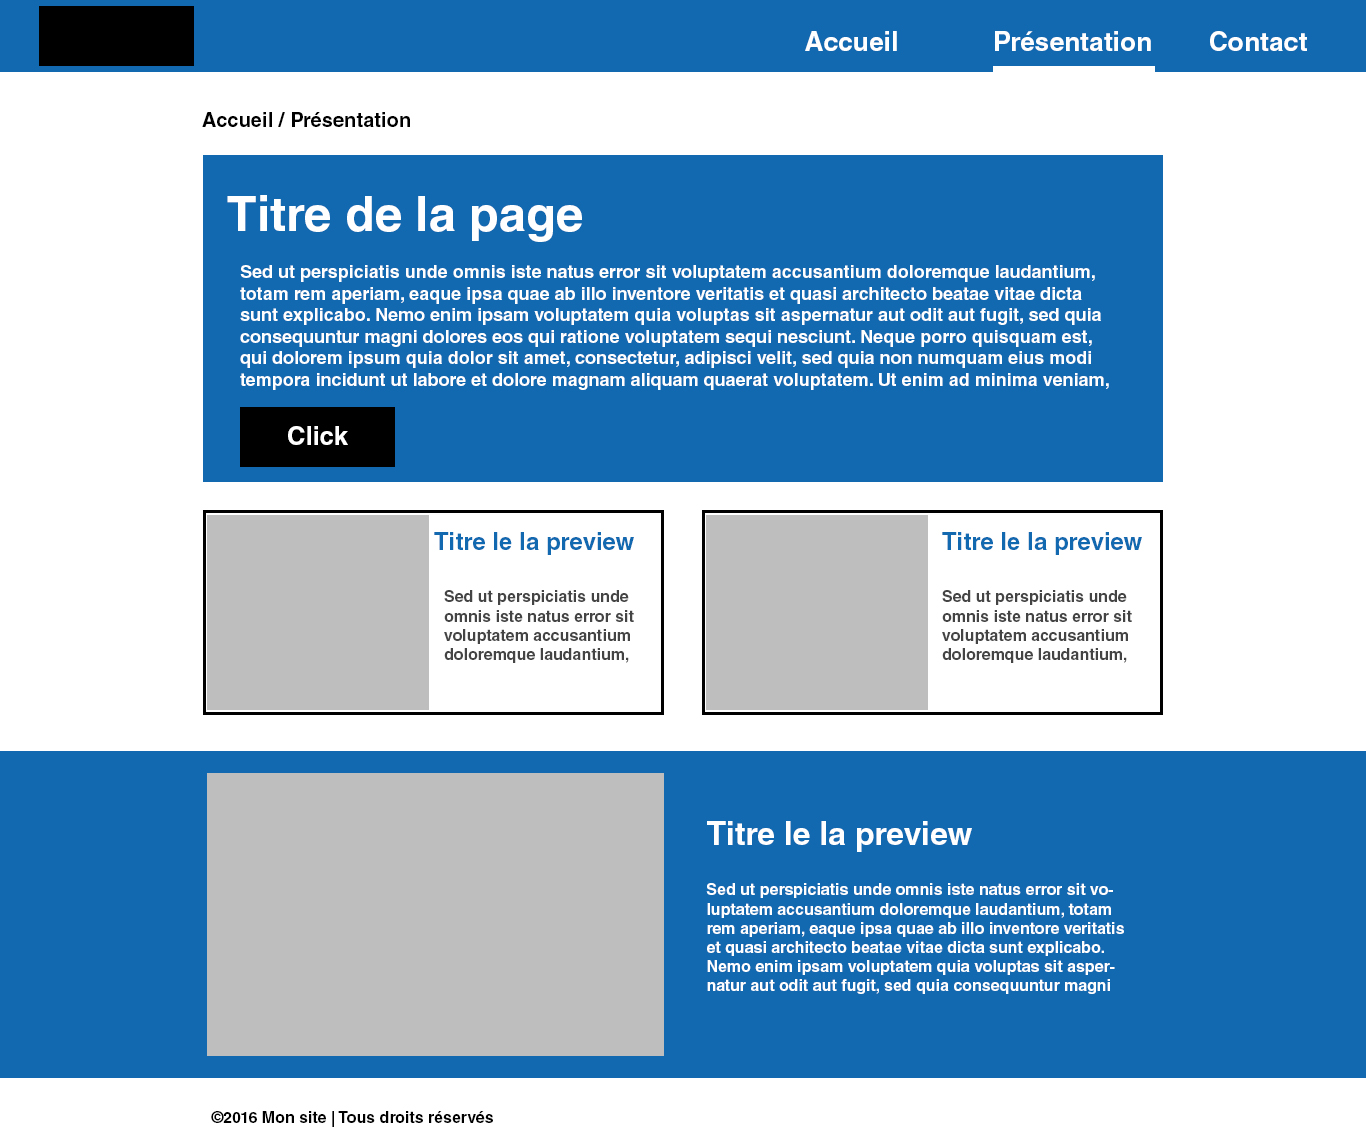 Accueil Présentation Contact
Accueil / Présentation
Titre de la page
Sed ut perspiciatis unde omnis iste natus error sit voluptatem accusantium doloremque laudantium,
totam rem aperiam, eaque ipsa quae ab illo inventore veritatis et quasi architecto beatae vitae dicta
sunt explicabo. Nemo enim ipsam voluptatem quia voluptas sit aspernatur aut odit aut fugit, sed quia
consequuntur magni dolores eos qui ratione voluptatem sequi nesciunt. Neque porro quisquam est,
qui dolorem ipsum quia dolor sit amet, consectetur, adipisci velit, sed quia non numquam eius modi
tempora incidunt ut labore et dolore magnam aliquam quaerat voluptatem. Ut enim ad minima veniam,
Click
Titre le la preview
Sed ut perspiciatis unde
omnis iste natus error sit
voluptatem accusantium
doloremque laudantium,
Titre le la preview
Sed ut perspiciatis unde
omnis iste natus error sit
voluptatem accusantium
doloremque laudantium,
Titre le la preview
Sed ut perspiciatis unde omnis iste natus error sit vo-
luptatem accusantium doloremque laudantium, totam
rem aperiam, eaque ipsa quae ab illo inventore veritatis
et quasi architecto beatae vitae dicta sunt explicabo.
Nemo enim ipsam voluptatem quia voluptas sit asper-
natur aut odit aut fugit, sed quia consequuntur magni
©2016 Mon site | Tous droits réservés